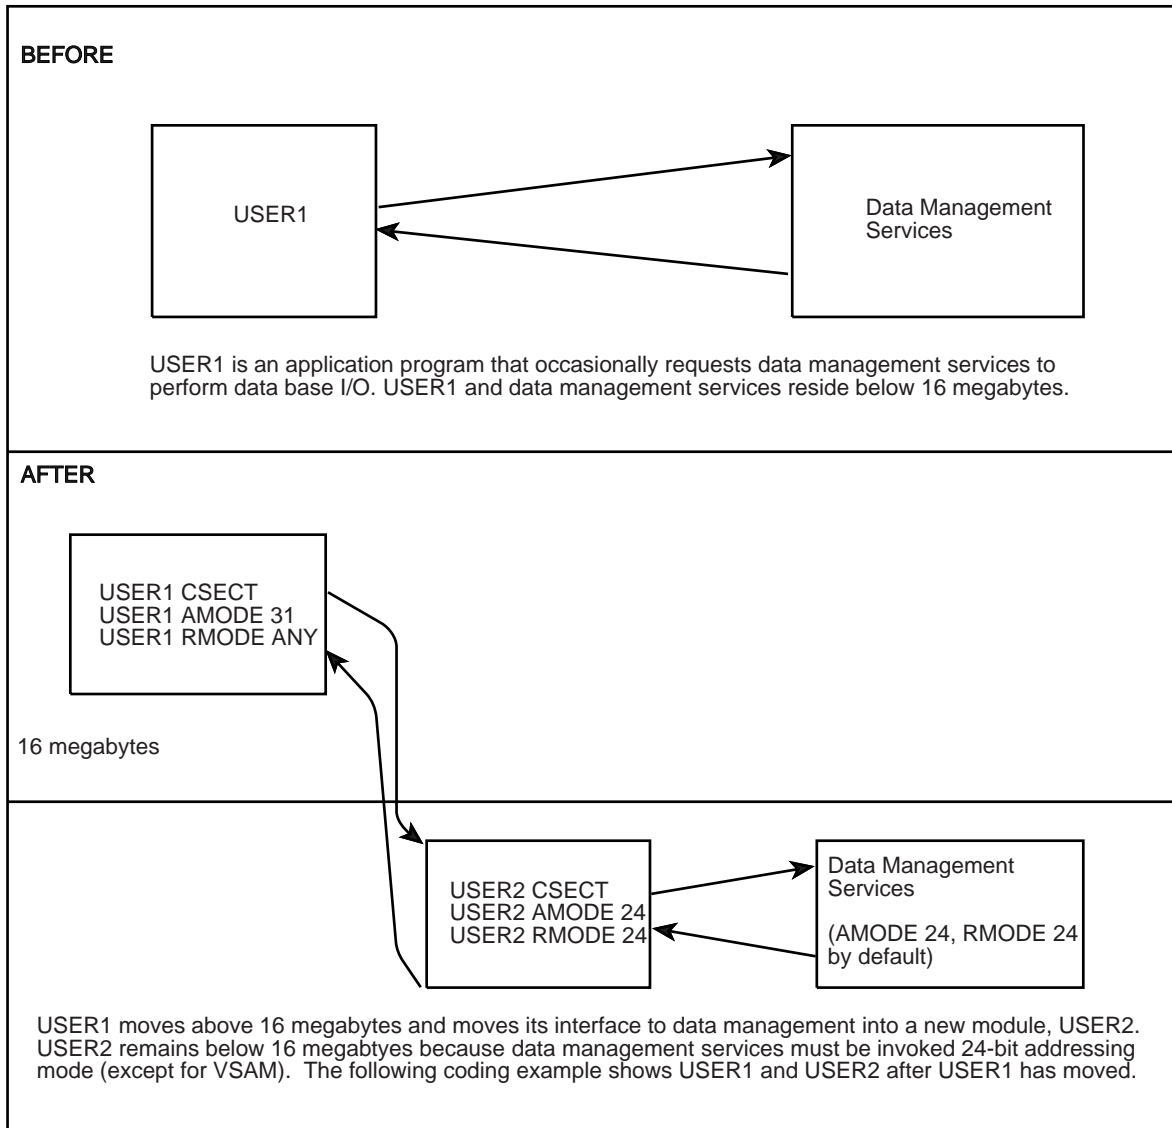 BEFORE
USER1
Data Management
Services
USER1 is an application program that occasionally requests data management services to
perform data base I/O. USER1 and data management services reside below 16 megabytes.
AFTER
USER1 CSECT
USER1 AMODE 31
USER1 RMODE ANY
16 megabytes
USER2 CSECT
USER2 AMODE 24
USER2 RMODE 24
Data Management
Services
(AMODE 24, RMODE 24
by default)
USER1 moves above 16 megabytes and moves its interface to data management into a new module, USER2.
USER2 remains below 16 megabtyes because data management services must be invoked 24-bit addressing
mode (except for VSAM). The following coding example shows USER1 and USER2 after USER1 has moved.